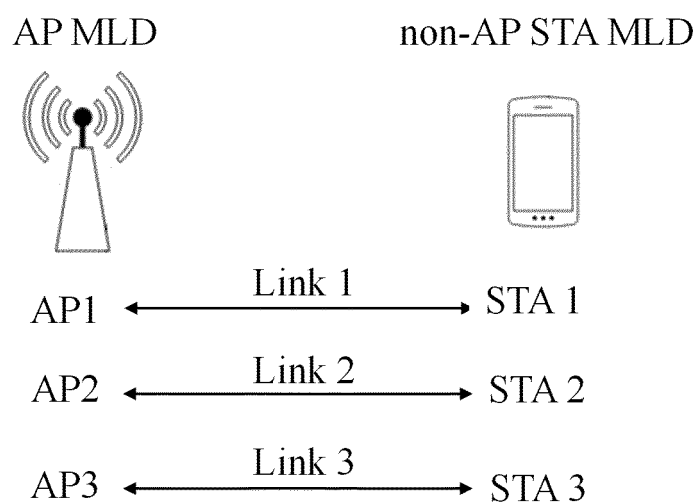 AP MLD non-AP STA MLD
AP1 Link 1 STA 1
AP2 Link 2 STA 2
AP3 Link 3 STA 3